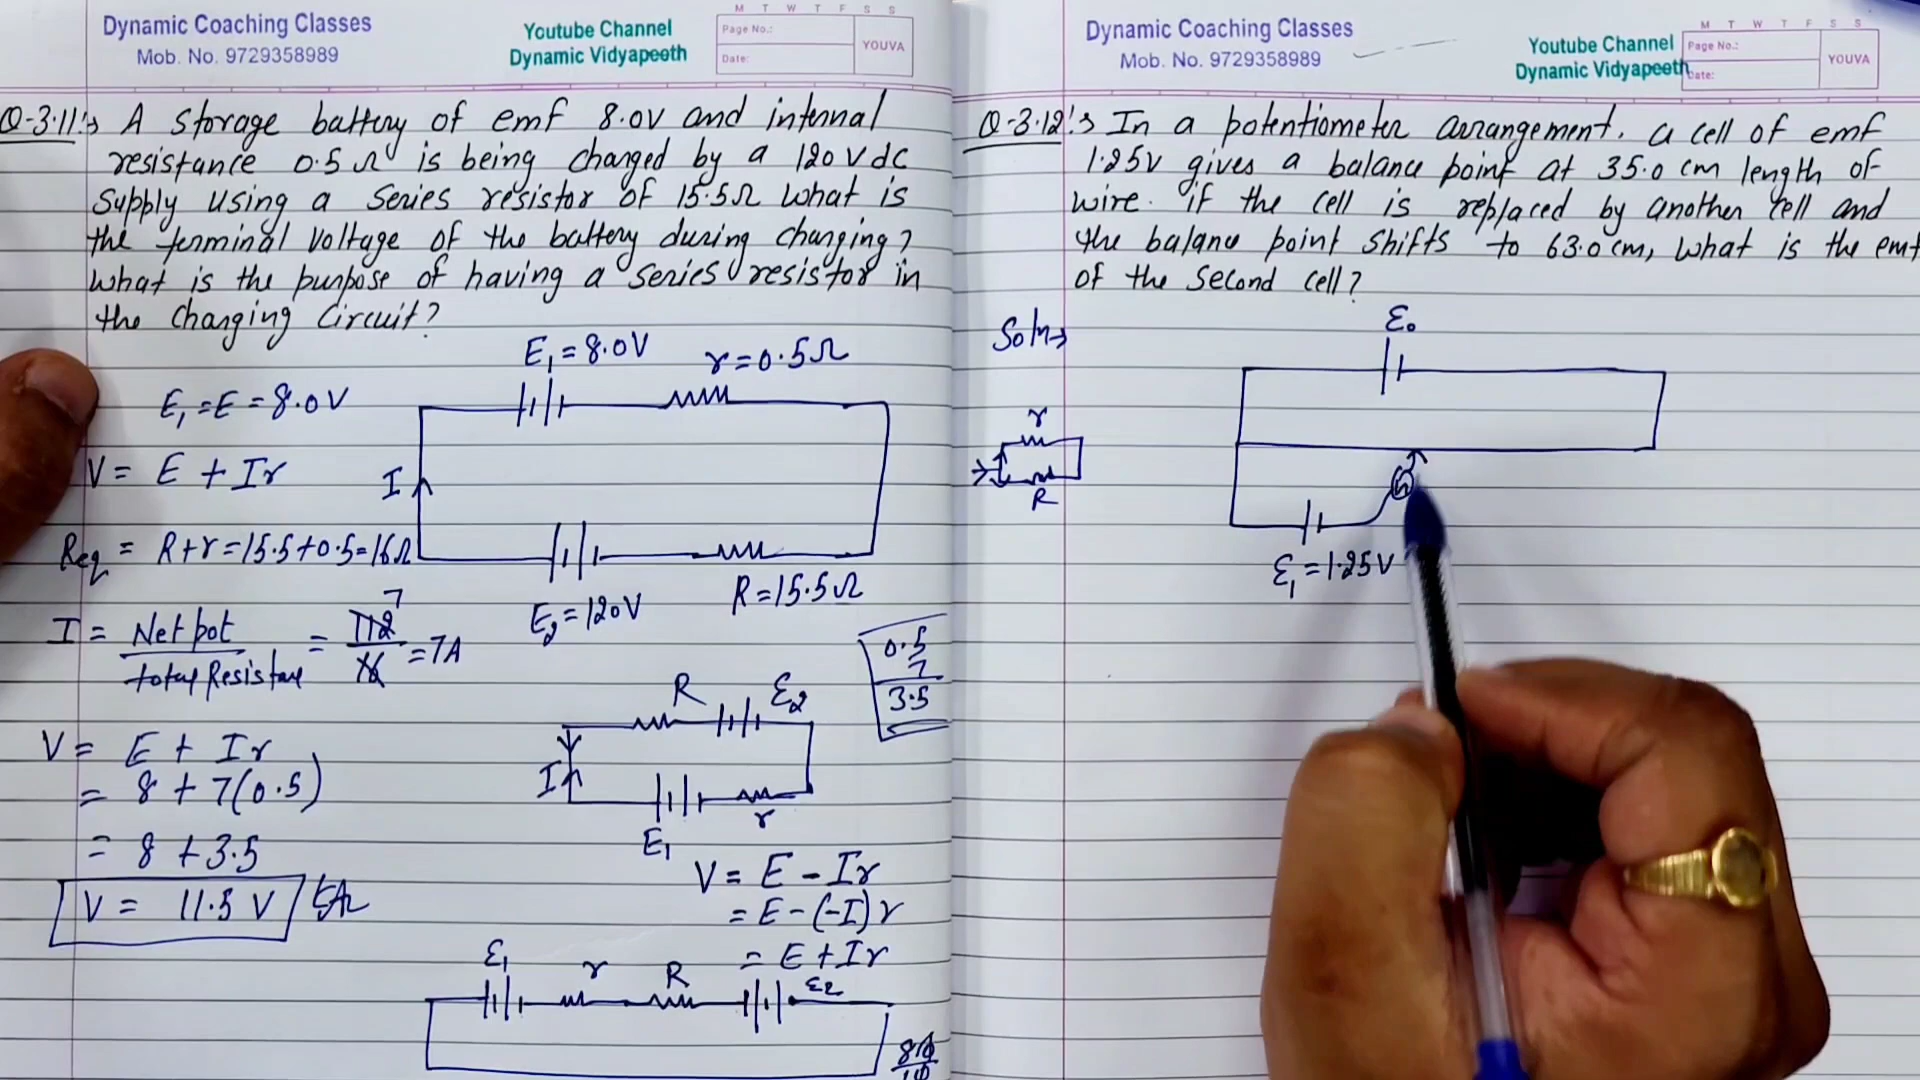 Dynamic Coaching Classes
Mob. No. 9729358989
Youtube Channel
Dynamic Vidyapeeth
M T W T F S S
Page No.:
Date:
YOUVA
Q-3.11:→ A storage battery of emf 8.0V and internal
resistance 0.5 Ω is being charged by a 120 V dc
Supply using a series resistor of 15.5Ω What is
the terminal voltage of the battery during charging?
What is the purpose of having a series resistor in
the charging circuit?
E₁ = 8.0V
r = 0.5Ω
E₁ = E = 8.0V
V = E + Ir
I
Req = R+r = 15.5+0.5 = 16Ω
E₂ = 120V
R = 15.5Ω
I = Net pot / total Resistance = 112 / 16 = 7A
7
0.5
7
3.5
R
ε₂
I
E₁
r
V = E + Ir
= 8 + 7(0.5)
= 8 + 3.5
V = 11.5 V
V = E - Ir
= E - (-I) r
= E + Ir
ε₁
r
R
ε₂
Dynamic Coaching Classes
Mob. No. 9729358989
Youtube Channel
Dynamic Vidyapeeth
M T W T F S S
Page No.:
Date:
YOUVA
Q-3.12:→ In a potentiometer arrangement. a cell of emf
1.25V gives a balance point at 35.0 cm length of
wire. if the cell is replaced by another cell and
the balance point shifts to 63.0cm, what is the emf
of the second cell?
Soln→
ε₀
r
R
G
ε₁ = 1.25V